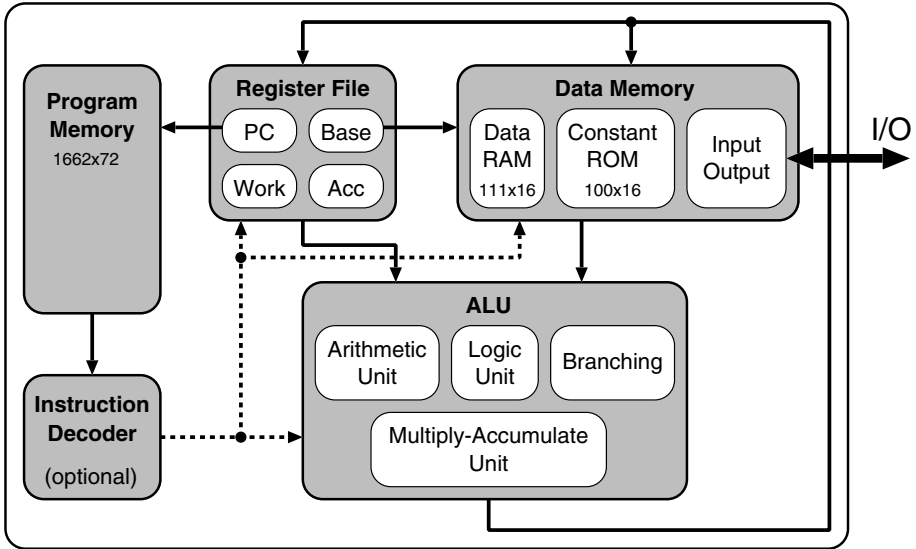 Program
Memory
1662x72
Register File
PC
Base
Work
Acc
Data Memory
Data
RAM
111x16
Constant
ROM
100x16
Input
Output
I/O
Instruction
Decoder
(optional)
ALU
Arithmetic
Unit
Logic
Unit
Branching
Multiply-Accumulate
Unit